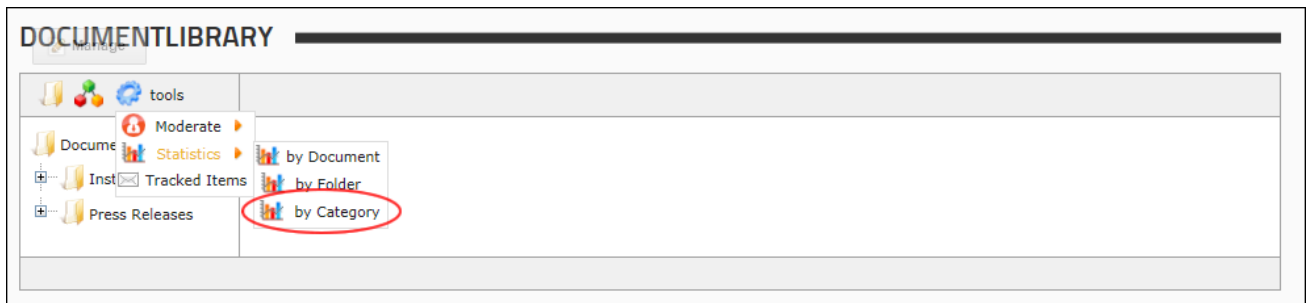 DOCUMENTLIBRARY
Manage
tools
Moderate
Docume
Statistics
by Document
Inst
Tracked Items
by Folder
Press Releases
by Category